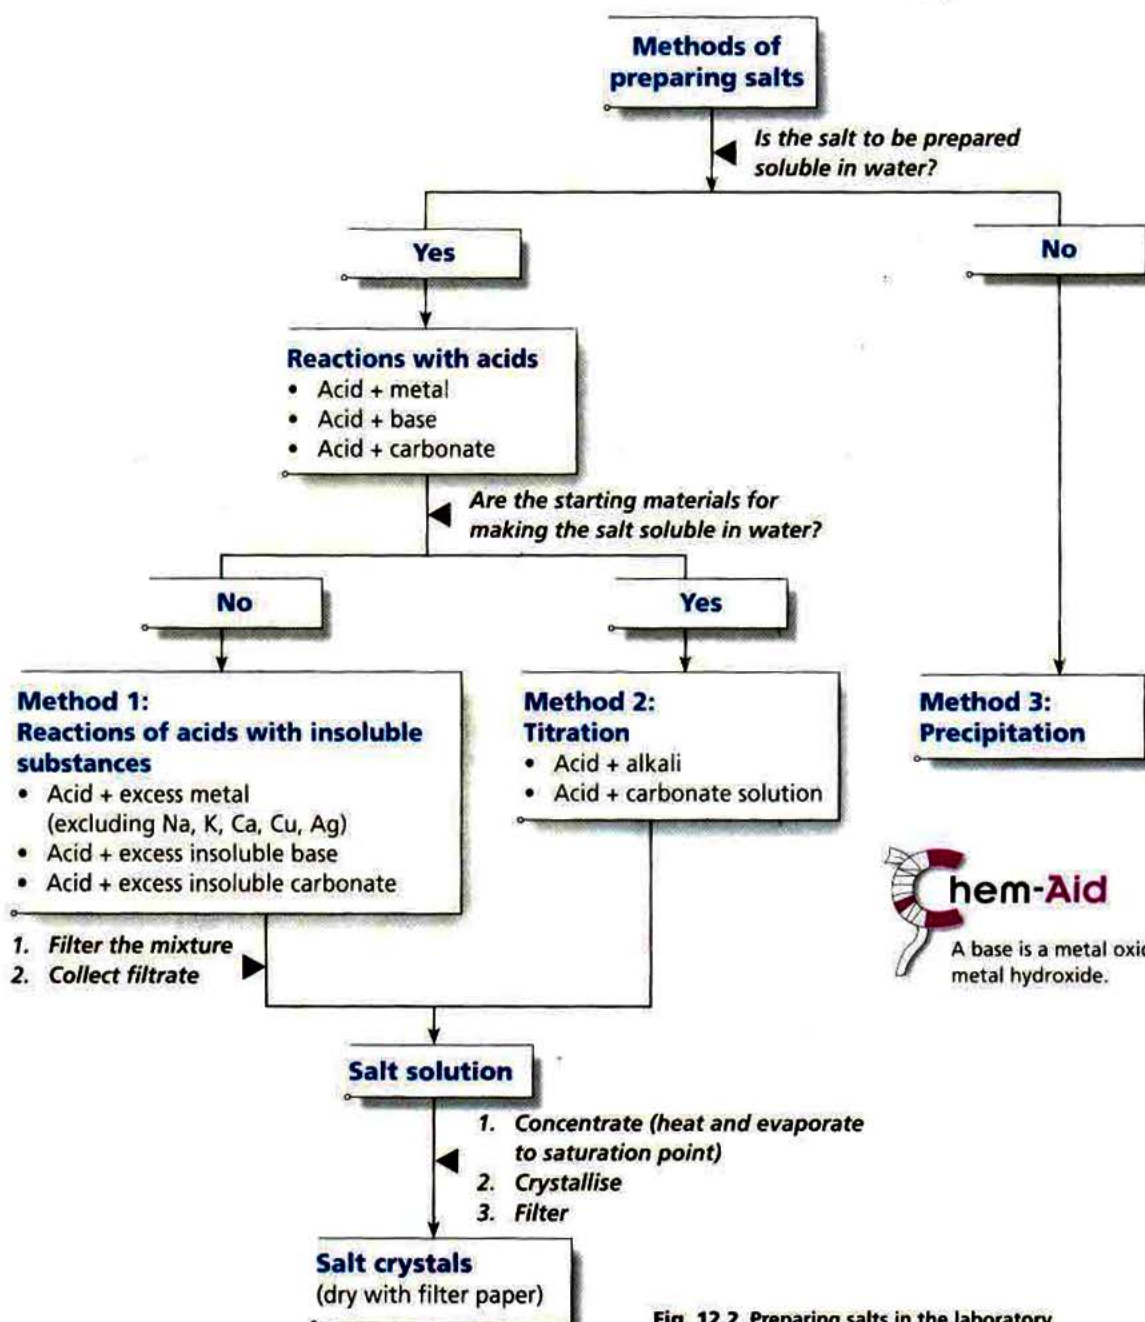 Methods of
preparing salts
Is the salt to be prepared
soluble in water?
Yes
No
Reactions with acids
• Acid + metal
• Acid + base
• Acid + carbonate
Are the starting materials for
making the salt soluble in water?
No
Yes
Method 1:
Reactions of acids with insoluble
substances
• Acid + excess metal
(excluding Na, K, Ca, Cu, Ag)
• Acid + excess insoluble base
• Acid + excess insoluble carbonate
Method 2:
Titration
• Acid + alkali
• Acid + carbonate solution
Method 3:
Precipitation
Chem-Aid
A base is a metal oxid
metal hydroxide.
1. Filter the mixture
2. Collect filtrate
Salt solution
1. Concentrate (heat and evaporate
to saturation point)
2. Crystallise
3. Filter
Salt crystals
(dry with filter paper)
Fig. 12.2 Preparing salts in the laboratory